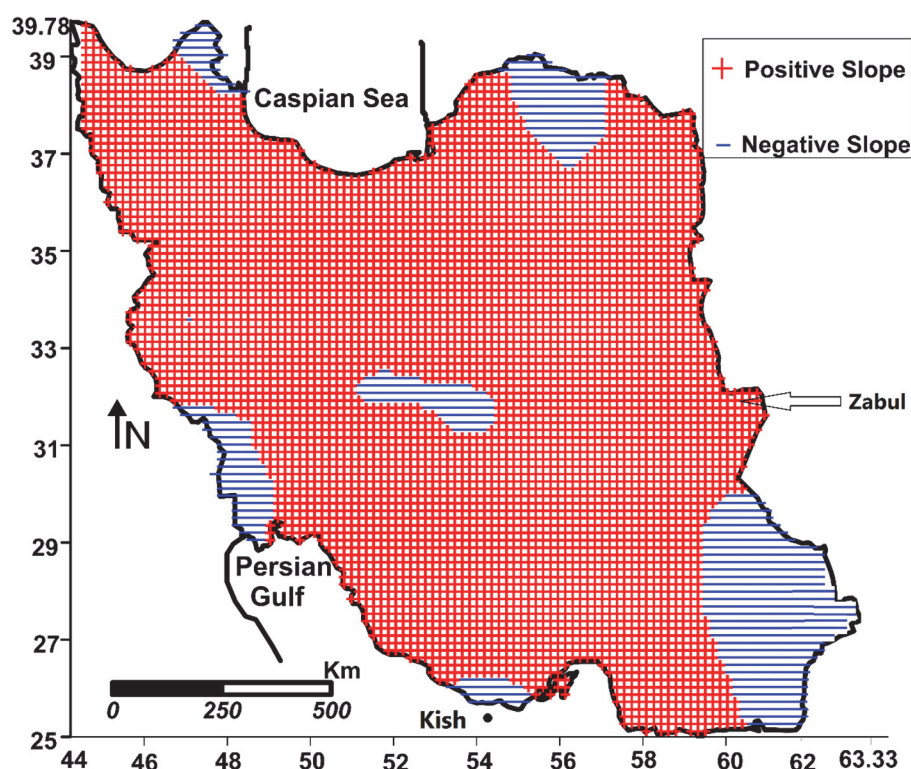 39.78
39
37
35
33
31
29
27
25
Caspian Sea
Positive Slope
Negative Slope
Zabul
N
Persian
Gulf
Km
0 250 500
Kish
44 46 48 50 52 54 56 58 60 62 63.33